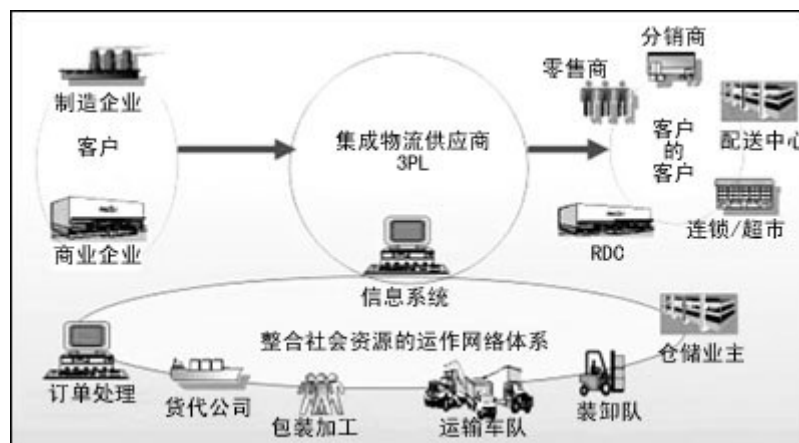 分销商
零售商
制造企业
客户
集成物流供应商
3PL
客户
的
客户
配送中心
商业企业
RDC
连锁/超市
信息系统
整合社会资源的运作网络体系
仓储业主
订单处理
货代公司
包装加工
运输车队
装卸队